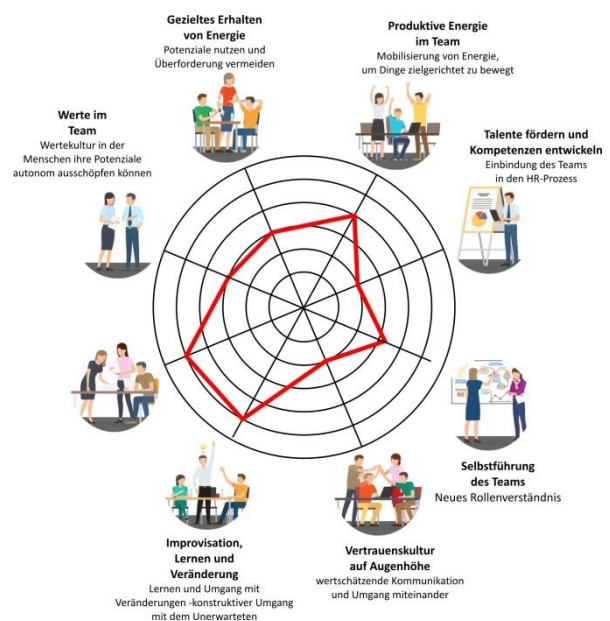 Gezieltes Erhalten
von Energie
Potenziale nutzen und
Überforderung vermeiden
Produktive Energie
im Team
Mobilisierung von Energie,
um Dinge zielgerichtet zu bewegt
Werte im
Team
Wertekultur in der
Menschen ihre Potenziale
autonom ausschöpfen können
Talente fördern und
Kompetenzen entwickeln
Einbindung des Teams
in den HR-Prozess
Selbstführung
des Teams
Neues Rollenverständnis
Improvisation,
Lernen und
Veränderung
Lernen und Umgang mit
Veränderungen -konstruktiver Umgang
mit dem Unerwarteten
Vertrauenskultur
auf Augenhöhe
wertschätzende Kommunikation
und Umgang miteinander